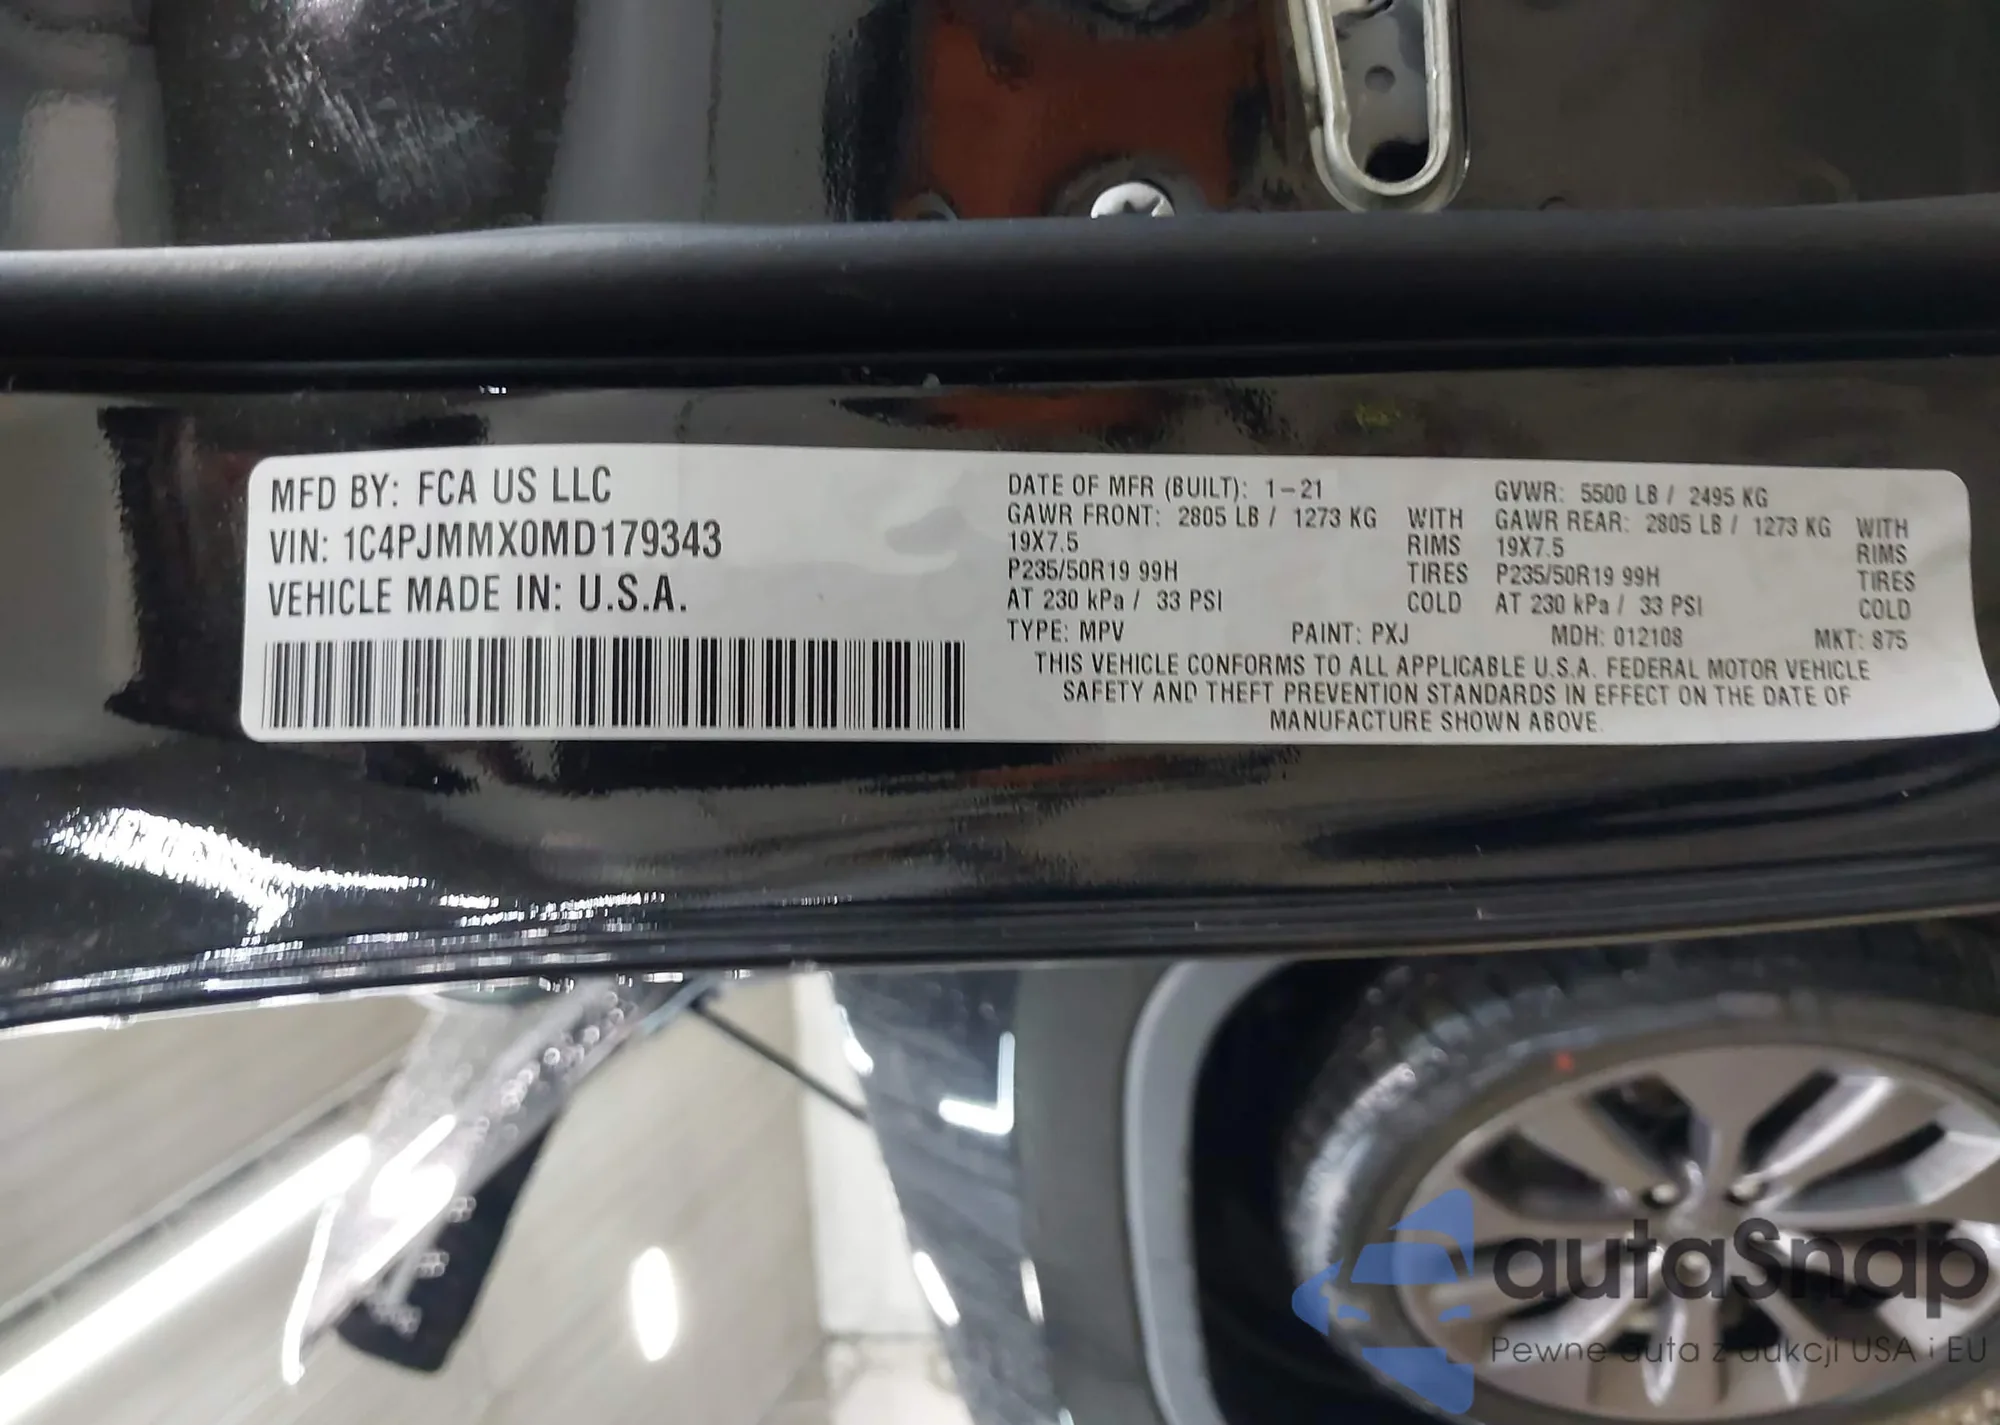 MFD BY: FCA US LLC
VIN: 1C4PJMMX0MD179343
VEHICLE MADE IN: U.S.A.
DATE OF MFR (BUILT): 1-21 GVWR: 5500 LB / 2495 KG
GAWR FRONT: 2805 LB / 1273 KG WITH GAWR REAR: 2805 LB / 1273 KG WITH
19X7.5 RIMS 19X7.5 RIMS
P235/50R19 99H TIRES P235/50R19 99H TIRES
AT 230 kPa / 33 PSI COLD AT 230 kPa / 33 PSI COLD
TYPE: MPV PAINT: PXJ MDH: 012108 MKT: 875
THIS VEHICLE CONFORMS TO ALL APPLICABLE U.S.A. FEDERAL MOTOR VEHICLE
SAFETY AND THEFT PREVENTION STANDARDS IN EFFECT ON THE DATE OF
MANUFACTURE SHOWN ABOVE.
autaSnap
Pewne auta z aukcji USA i EU